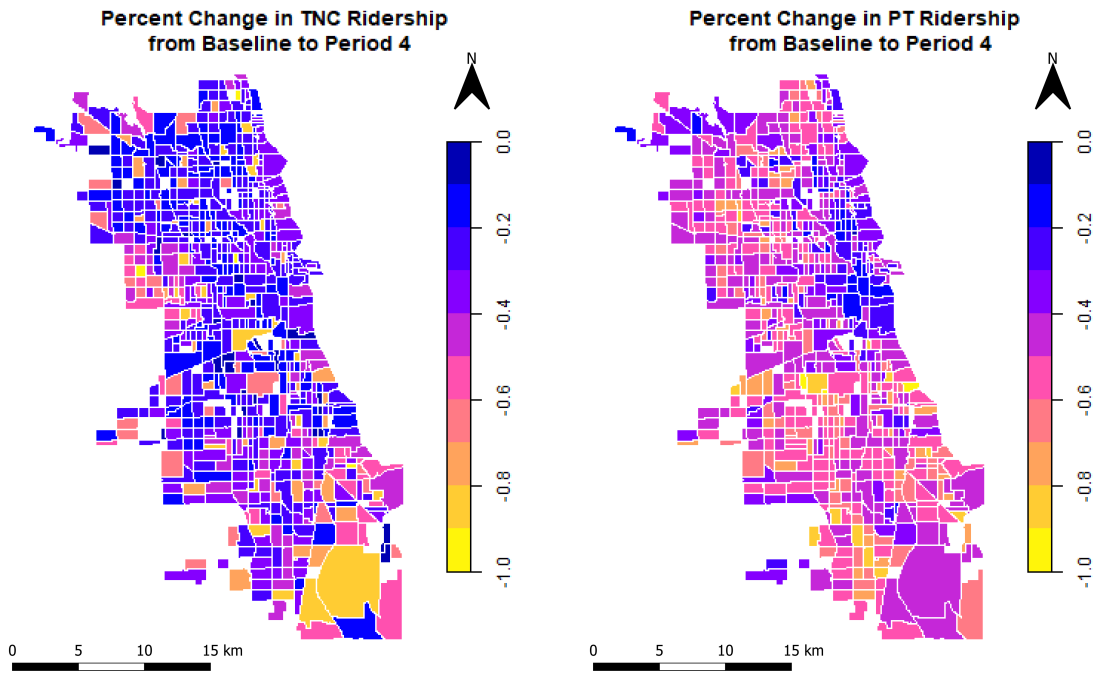 Percent Change in TNC Ridership
from Baseline to Period 4
N
0.0
-0.2
-0.4
-0.6
-0.8
-1.0
0 5 10 15 km
Percent Change in PT Ridership
from Baseline to Period 4
N
0.0
-0.2
-0.4
-0.6
-0.8
-1.0
0 5 10 15 km